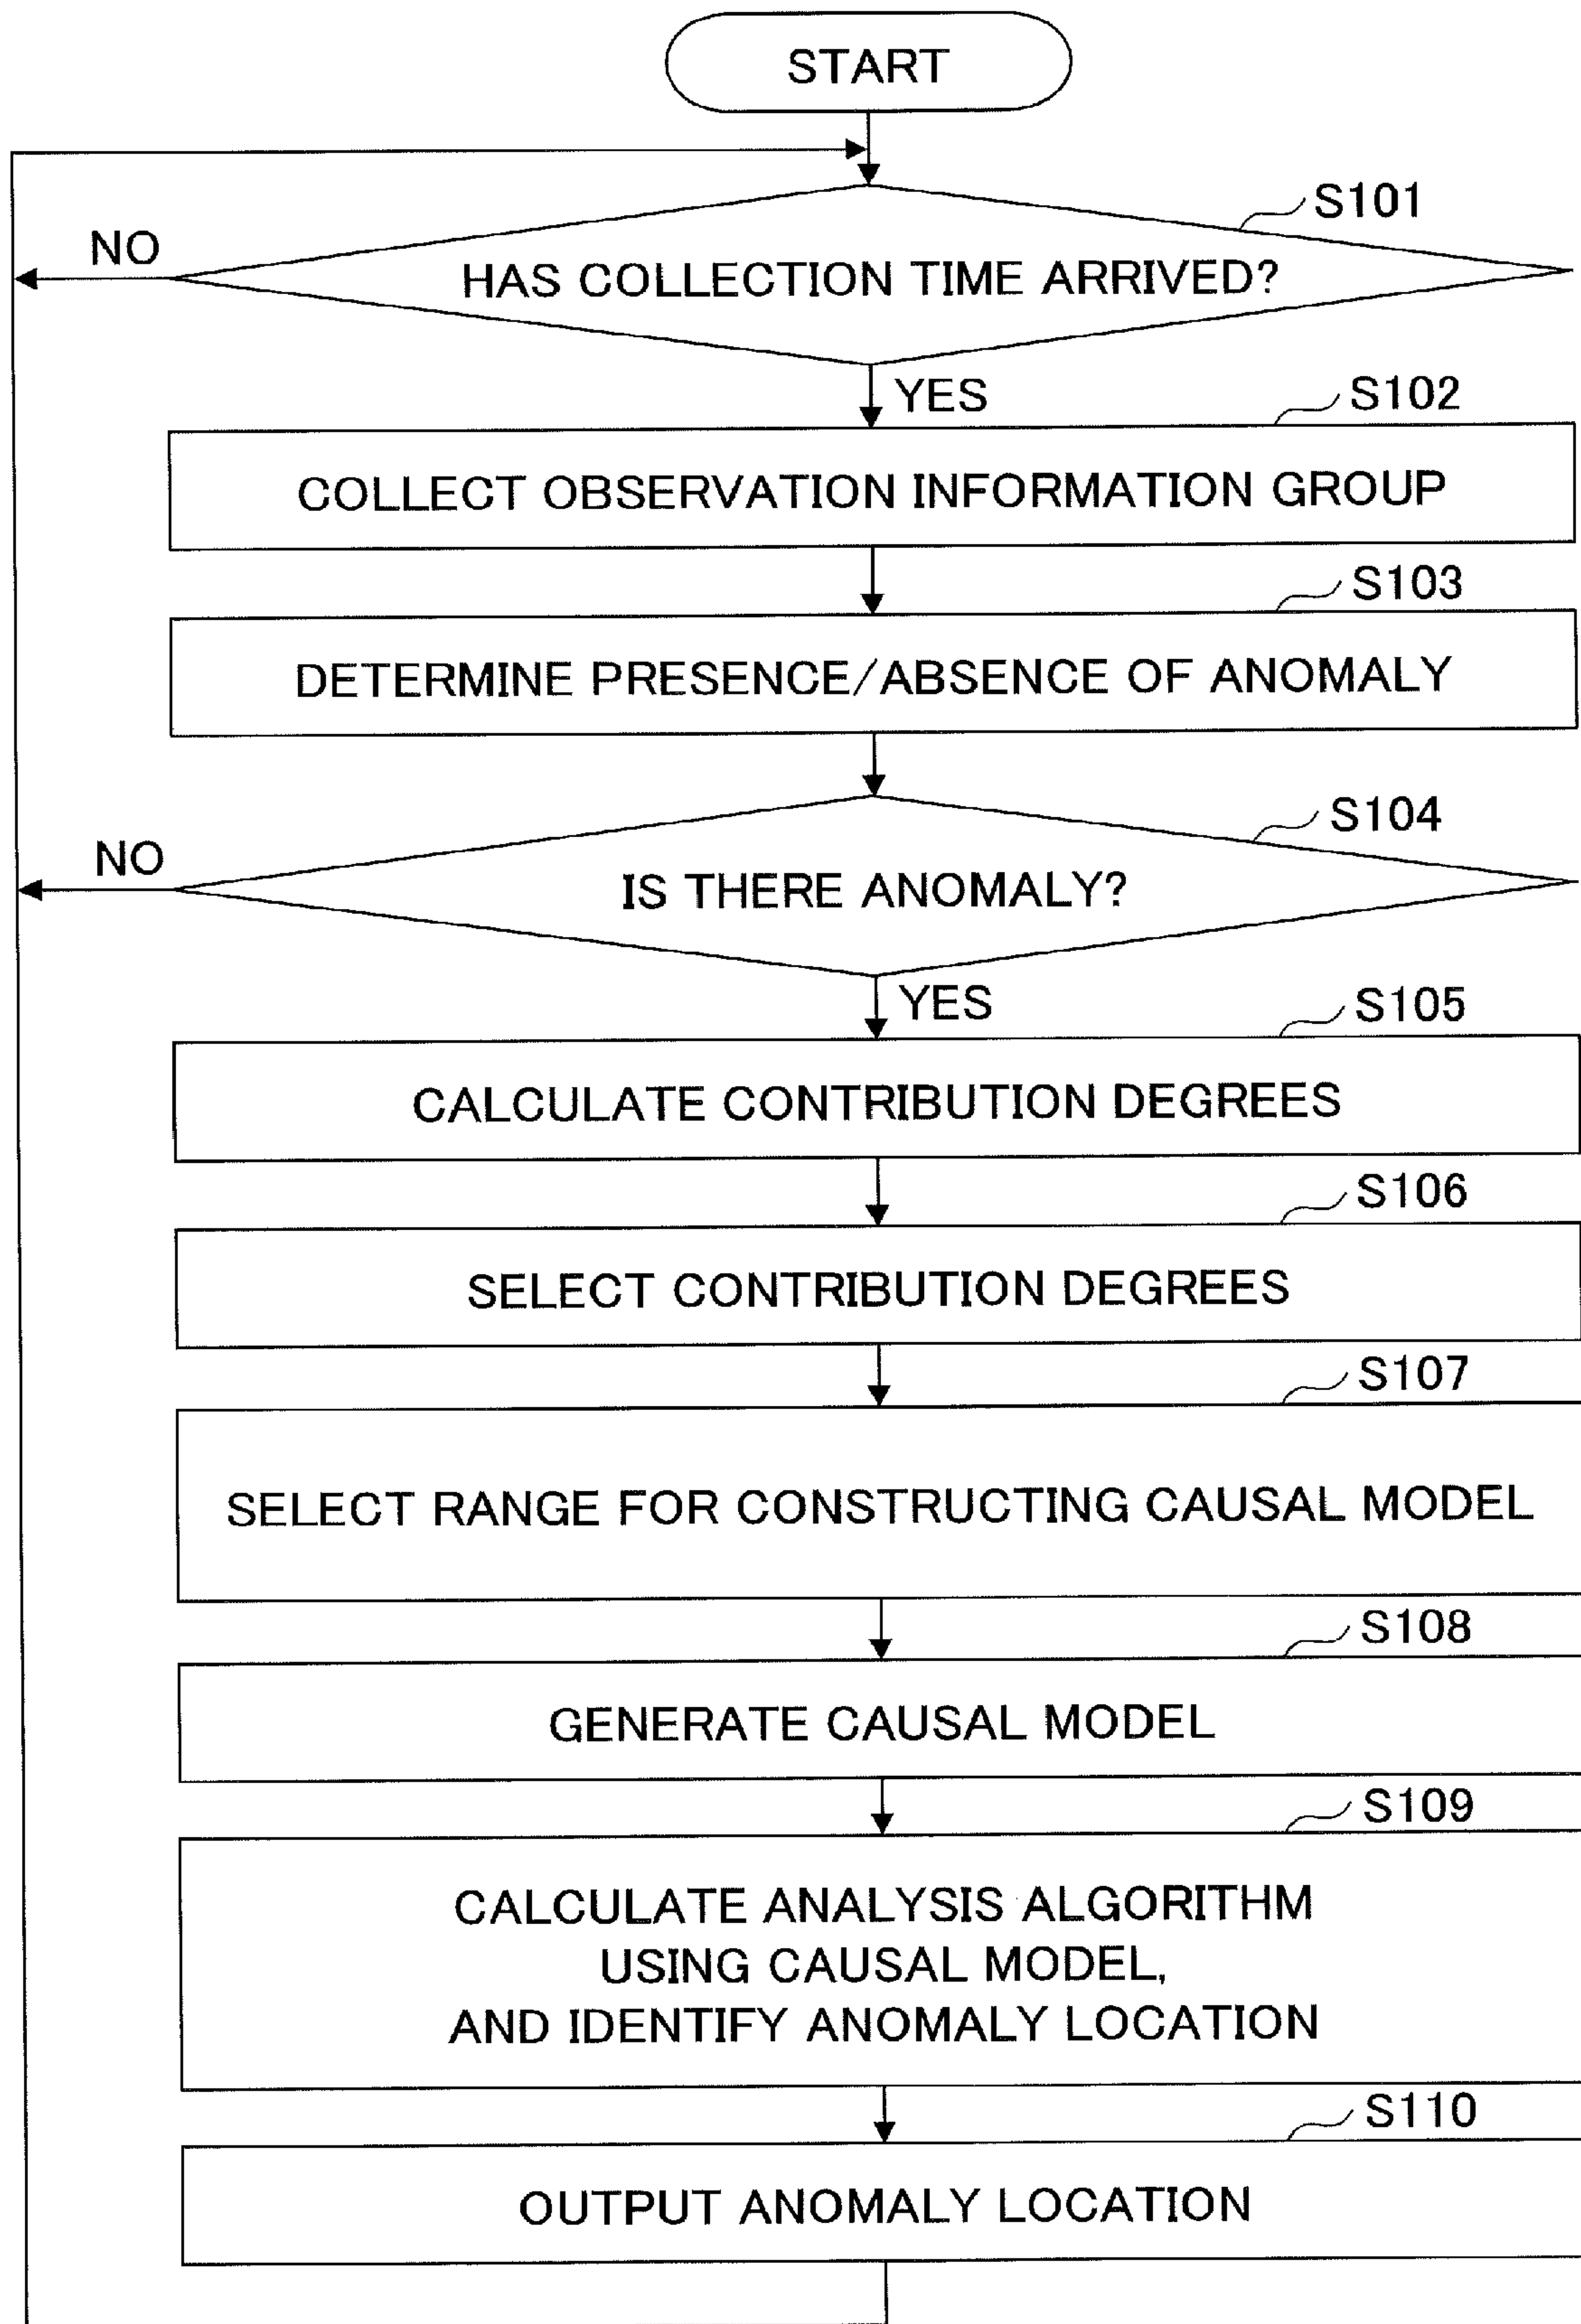 START
S101
NO
HAS COLLECTION TIME ARRIVED?
YES
S102
COLLECT OBSERVATION INFORMATION GROUP
S103
DETERMINE PRESENCE/ABSENCE OF ANOMALY
S104
NO
IS THERE ANOMALY?
YES
S105
CALCULATE CONTRIBUTION DEGREES
S106
SELECT CONTRIBUTION DEGREES
S107
SELECT RANGE FOR CONSTRUCTING CAUSAL MODEL
S108
GENERATE CAUSAL MODEL
S109
CALCULATE ANALYSIS ALGORITHM
USING CAUSAL MODEL,
AND IDENTIFY ANOMALY LOCATION
S110
OUTPUT ANOMALY LOCATION